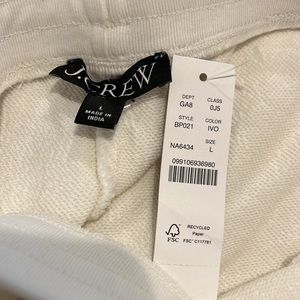 J.CREW
L
MADE IN
INDIA
DEPT CLASS
GA8 0J5
STYLE COLOR
BP021 IVO
SIZE
NA6434 L
099106936980
RECYCLED
Paper
FSC
FSC® C117781